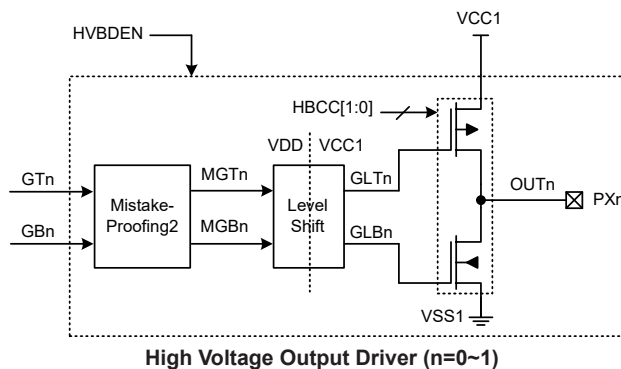 HVBDEN
VCC1
HBCC[1:0]
VDD
VCC1
GTn
MGTn
GLTn
Mistake-
Proofing2
Level
Shift
OUTn
GBn
MGBn
GLBn
VSS1
High Voltage Output Driver (n=0~1)